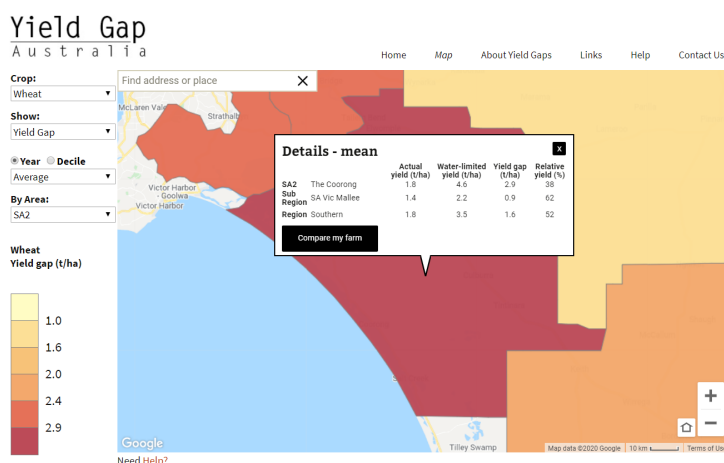 Yield Gap
Australia
Home Map About Yield Gaps Links Help Contact Us
Crop:
Wheat
Show:
Yield Gap
Year Decile
Average
By Area:
SA2
Wheat
Yield gap (t/ha)
1.0
1.6
2.0
2.4
2.9
Find address or place
McLaren Vale
Strathalb
Victor Harbor
- Goolwa
Victor Harbor
Details - mean
X
Actual yield (t/ha) Water-limited yield (t/ha) Yield gap (t/ha) Relative yield (%)
SA2 The Coorong 1.8 4.6 2.9 38
Sub Region SA Vic Mallee 1.4 2.2 0.9 62
Region Southern 1.8 3.5 1.6 52
Compare my farm
Tilley Swamp
Google
Map data ©2020 Google 10 km Terms of Us
Need Help?